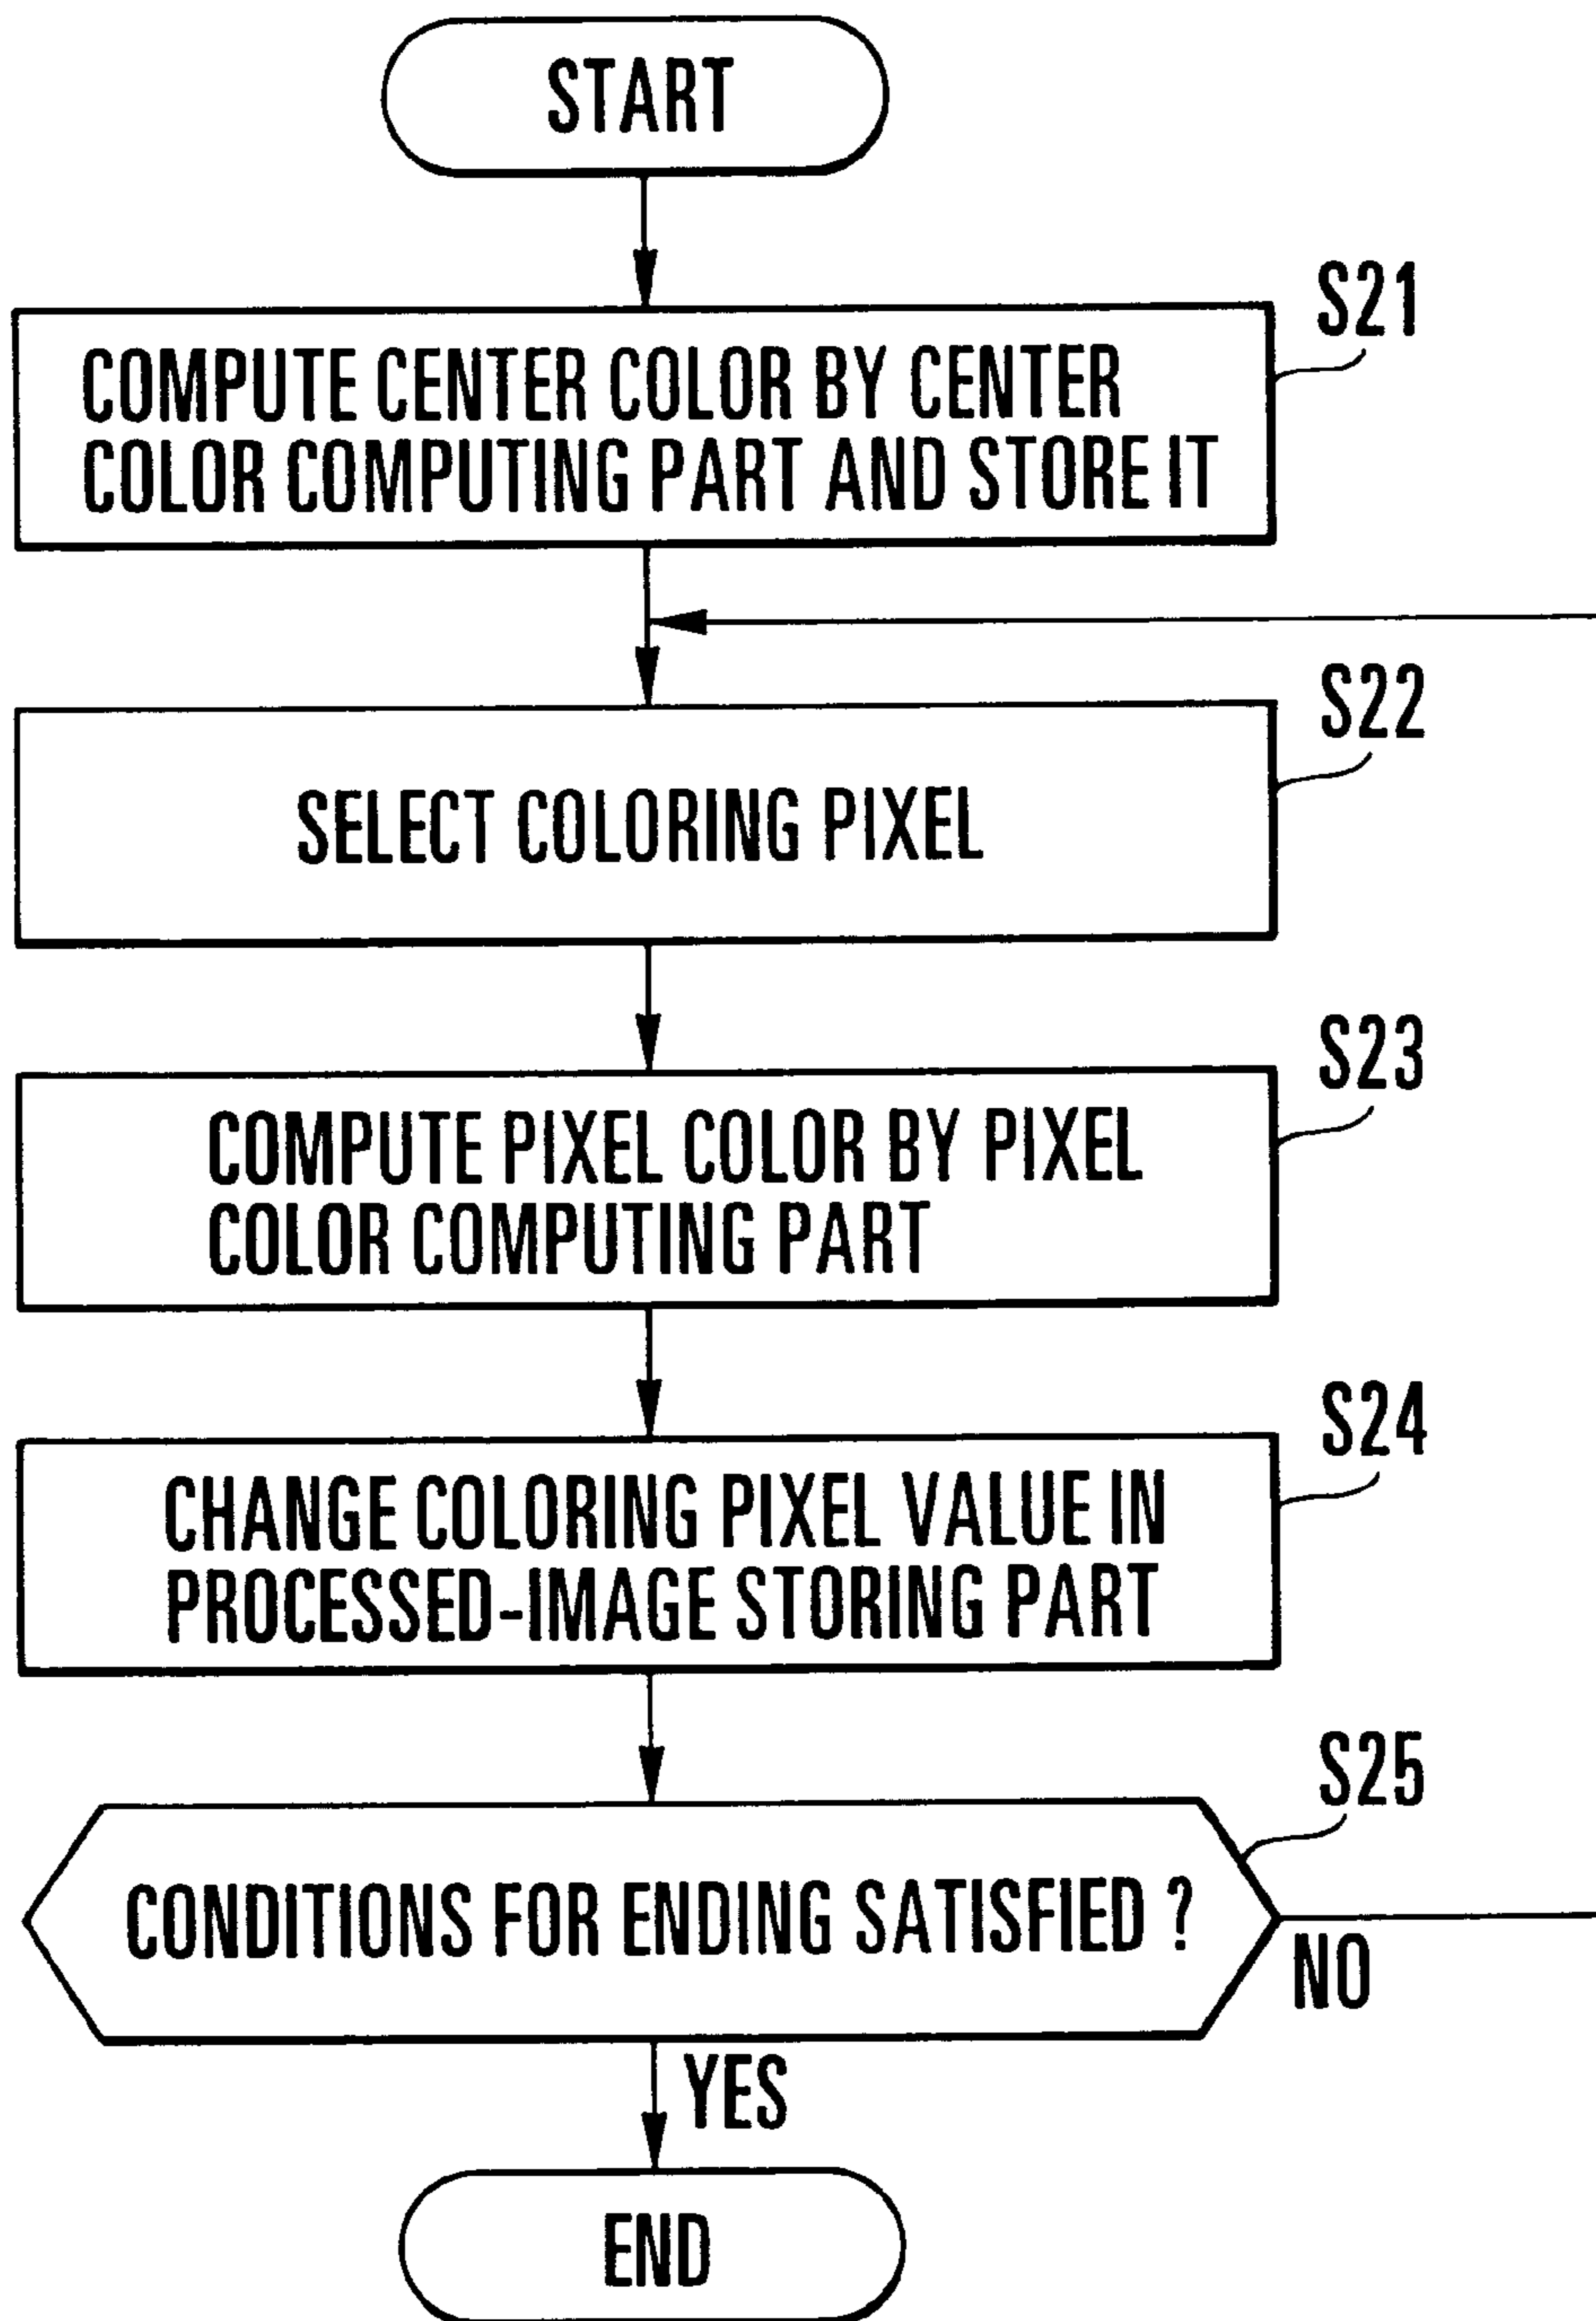 START
S21
COMPUTE CENTER COLOR BY CENTER
COLOR COMPUTING PART AND STORE IT
S22
SELECT COLORING PIXEL
S23
COMPUTE PIXEL COLOR BY PIXEL
COLOR COMPUTING PART
S24
CHANGE COLORING PIXEL VALUE IN
PROCESSED-IMAGE STORING PART
S25
CONDITIONS FOR ENDING SATISFIED ?
NO
YES
END